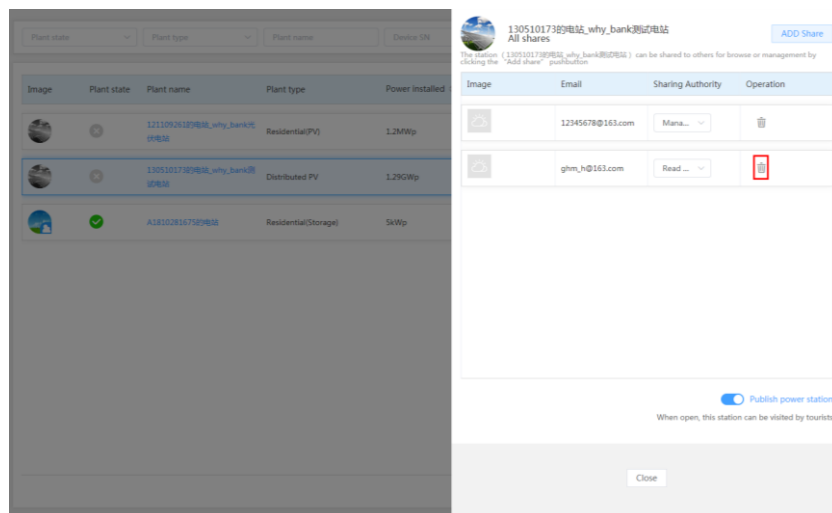 Plant state
Plant type
Plant name
Device SN
Image
Plant state
Plant name
Plant type
Power installed
121109261的电站_why_bank光
伏电站
Residential(PV)
1.2MWp
130510173的电站_why_bank测
试电站
Distributed PV
1.29GWp
A1810281675的电站
Residential(Storage)
5kWp
130510173的电站_why_bank测试电站
All shares
ADD Share
The station （130510173的电站_why_bank测试电站）can be shared to others for browse or management by
clicking the "Add share" pushbutton
Image
Email
Sharing Authority
Operation
12345678@163.com
Mana...
ghm_h@163.com
Read ...
Publish power station
When open, this station can be visited by tourists
Close